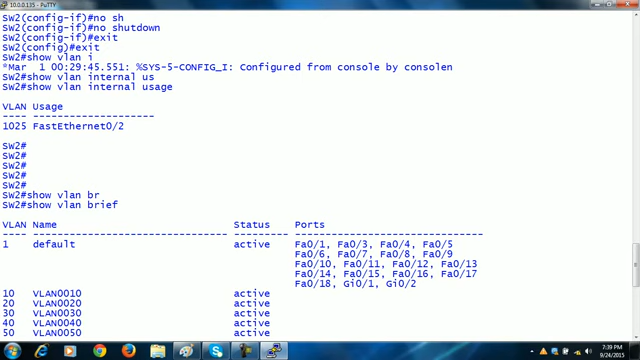 10.0.0.135 - PuTTY
SW2(config-if)#no sh
SW2(config-if)#no shutdown
SW2(config-if)#exit
SW2(config)#exit
SW2#show vlan i
*Mar  1 00:29:45.551: %SYS-5-CONFIG_I: Configured from console by consolen
SW2#show vlan internal us
SW2#show vlan internal usage
VLAN Usage
---- --------------------
1025 FastEthernet0/2
SW2#
SW2#
SW2#
SW2#
SW2#
SW2#show vlan br
SW2#show vlan brief
VLAN Name                             Status    Ports
---- -------------------------------- --------- -------------------------------
1    default                          active    Fa0/1, Fa0/3, Fa0/4, Fa0/5
Fa0/6, Fa0/7, Fa0/8, Fa0/9
Fa0/10, Fa0/11, Fa0/12, Fa0/13
Fa0/14, Fa0/15, Fa0/16, Fa0/17
Fa0/18, Gi0/1, Gi0/2
10   VLAN0010                         active
20   VLAN0020                         active
30   VLAN0030                         active
40   VLAN0040                         active
50   VLAN0050                         active
7:39 PM
9/24/2015